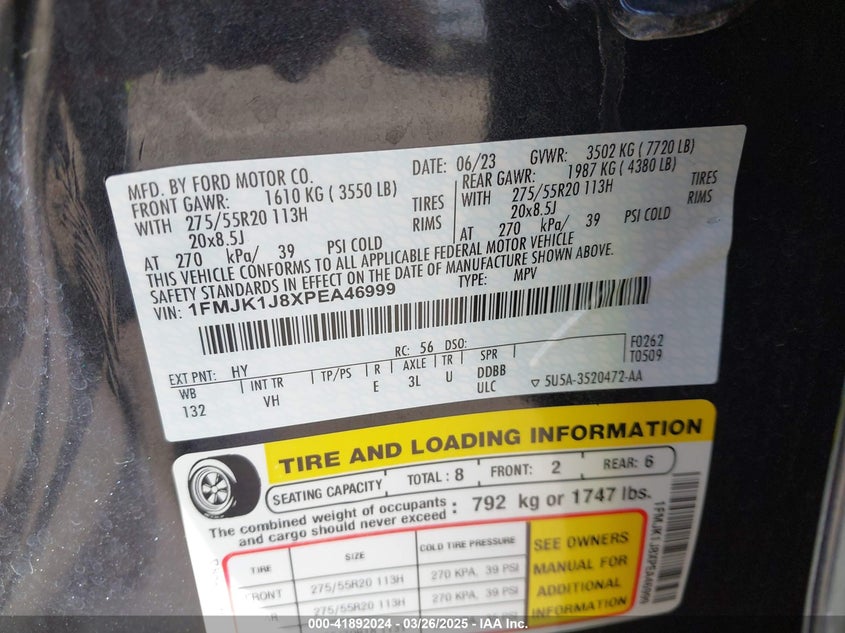 MFD. BY FORD MOTOR CO.
DATE: 06/23 GVWR: 3502 KG ( 7720 LB)
FRONT GAWR: 1610 KG ( 3550 LB)
REAR GAWR: 1987 KG ( 4380 LB)
WITH 275/55R20 113H TIRES
WITH 275/55R20 113H TIRES
20x8.5J RIMS
20x8.5J RIMS
AT 270 kPa/ 39 PSI COLD
AT 270 kPa/ 39 PSI COLD
THIS VEHICLE CONFORMS TO ALL APPLICABLE FEDERAL MOTOR VEHICLE
SAFETY STANDARDS IN EFFECT ON THE DATE OF MANUFACTURE SHOWN ABOVE.
VIN: 1FMJK1J8XPEA46999 TYPE: MPV
F0262
T0509
EXT PNT: HY RC: 56 DSO:
WB INT TR TP/PS R AXLE TR SPR
132 VH E 3L U DDBB
ULC ▽ 5U5A-3520472-AA
TIRE AND LOADING INFORMATION
SEATING CAPACITY TOTAL : 8 FRONT: 2 REAR: 6
The combined weight of occupants
and cargo should never exceed : 792 kg or 1747 lbs.
TIRE SIZE COLD TIRE PRESSURE
FRONT 275/55R20 113H 270 KPA, 39 PSI
275/55R20 113H 270 KPA, 39 PSI
SEE OWNERS
MANUAL FOR
ADDITIONAL
INFORMATION
000-41892024 — 03/26/2025 — IAA Inc.